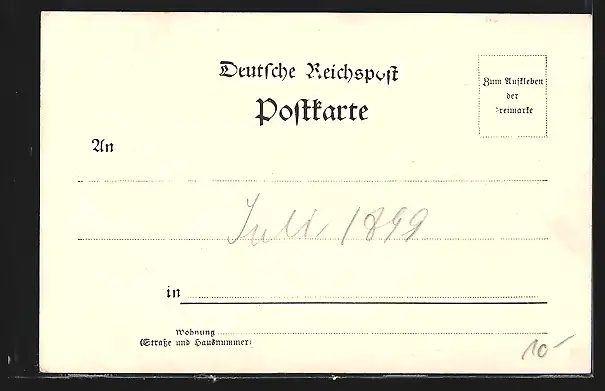 Deutsche Reichspost
Postkarte
Zum Aufkleben
der
Freimarke
An
Juli 1899
in
Wohnung
(Straße und Hausnummer)
10-